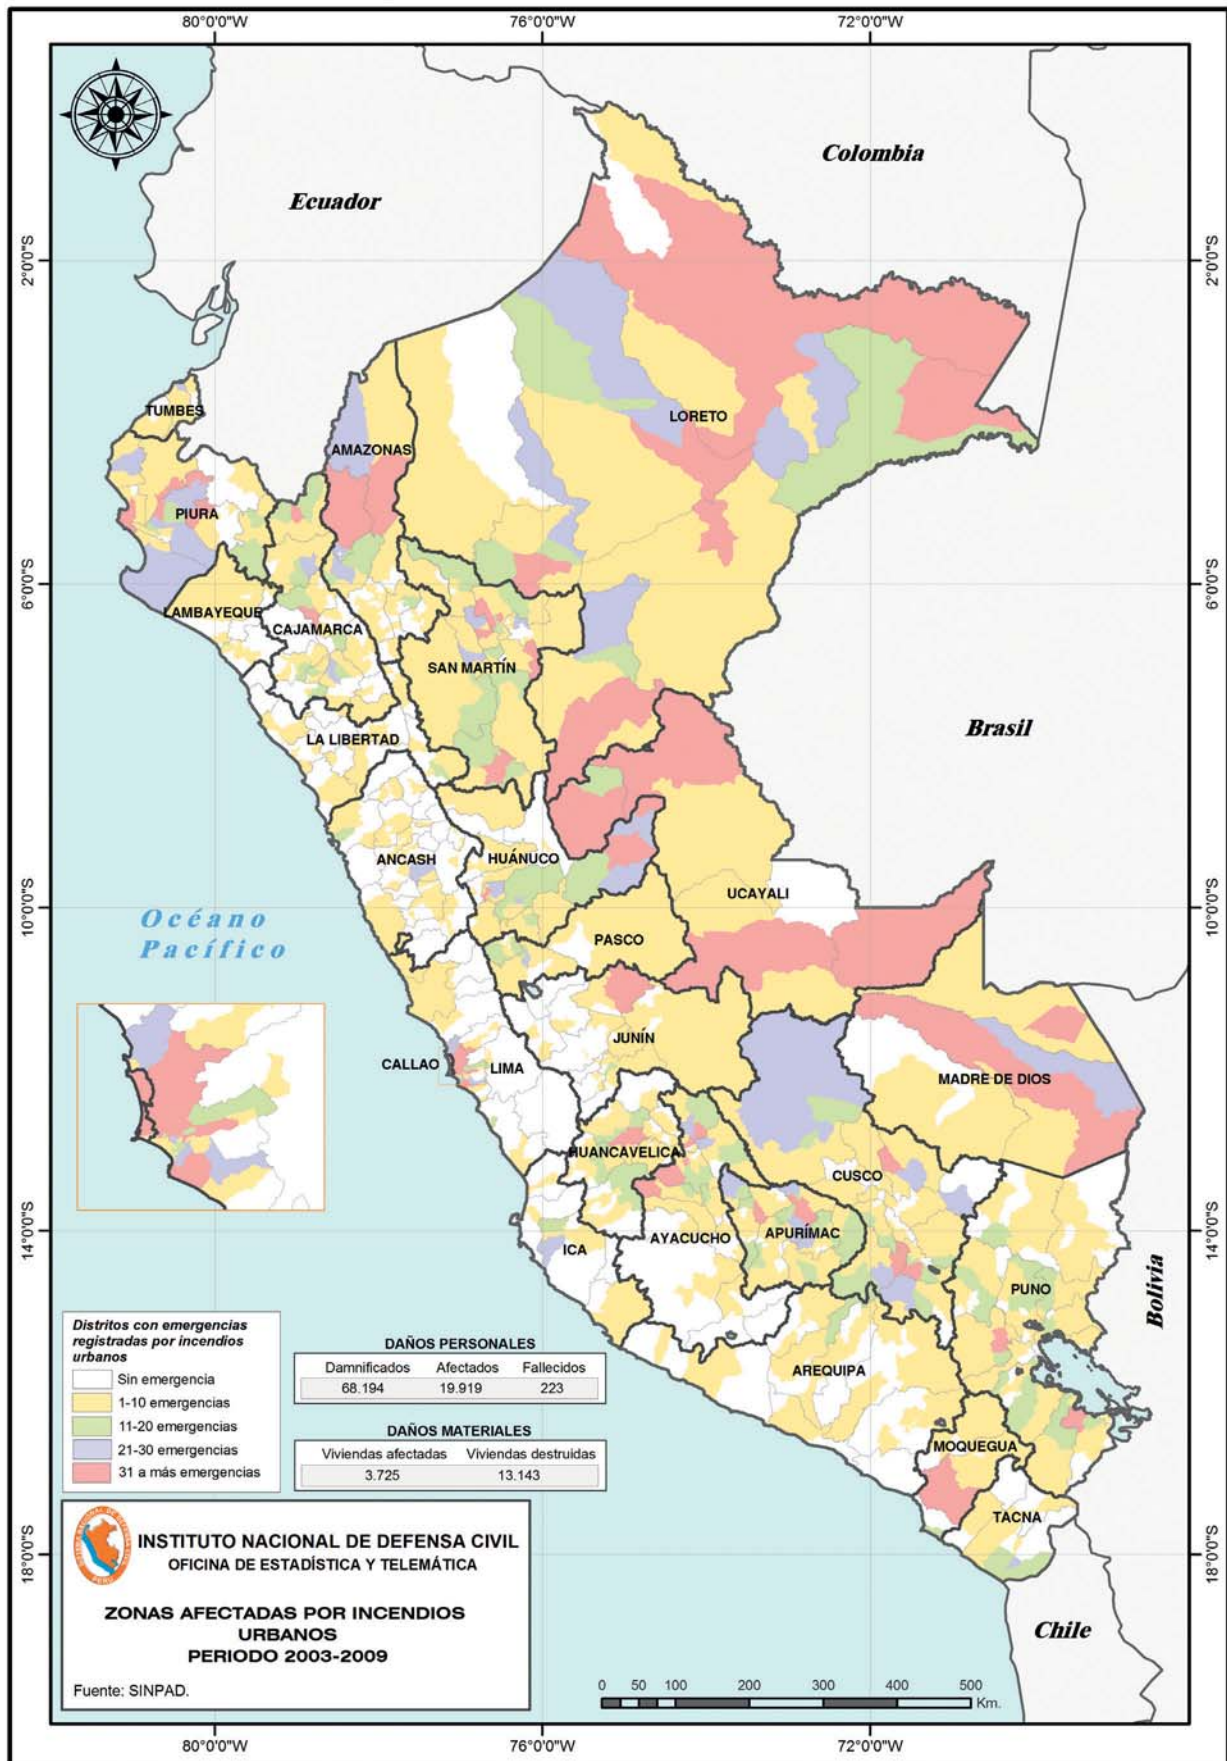 80°0'0"W
76°0'0"W
72°0'0"W
Colombia
Ecuador
2°0'0"S
2°0'0"S
TUMBES
LORETO
AMAZONAS
PIURA
6°0'0"S
6°0'0"S
LAMBAYEQUE
CAJAMARCA
SAN MARTÍN
Brasil
LA LIBERTAD
ANCASH
HUÁNUCO
UCAYALI
10°0'0"S
10°0'0"S
Océano
Pacífico
PASCO
JUNÍN
CALLAO
LIMA
MADRE DE DIOS
HUANCAVELICA
CUSCO
14°0'0"S
14°0'0"S
ICA
AYACUCHO
APURÍMAC
PUNO
Bolivia
AREQUIPA
MOQUEGUA
TACNA
18°0'0"S
18°0'0"S
Chile
Distritos con emergencias
registradas por incendios
urbanos
Sin emergencia
1-10 emergencias
11-20 emergencias
21-30 emergencias
31 a más emergencias
DAÑOS PERSONALES
Damnificados Afectados Fallecidos
68.194 19.919 223
DAÑOS MATERIALES
Viviendas afectadas Viviendas destruidas
3.725 13.143
INSTITUTO NACIONAL DE DEFENSA CIVIL
OFICINA DE ESTADÍSTICA Y TELEMÁTICA
ZONAS AFECTADAS POR INCENDIOS
URBANOS
PERIODO 2003-2009
Fuente: SINPAD.
0 50 100 200 300 400 500
Km.
80°0'0"W
76°0'0"W
72°0'0"W